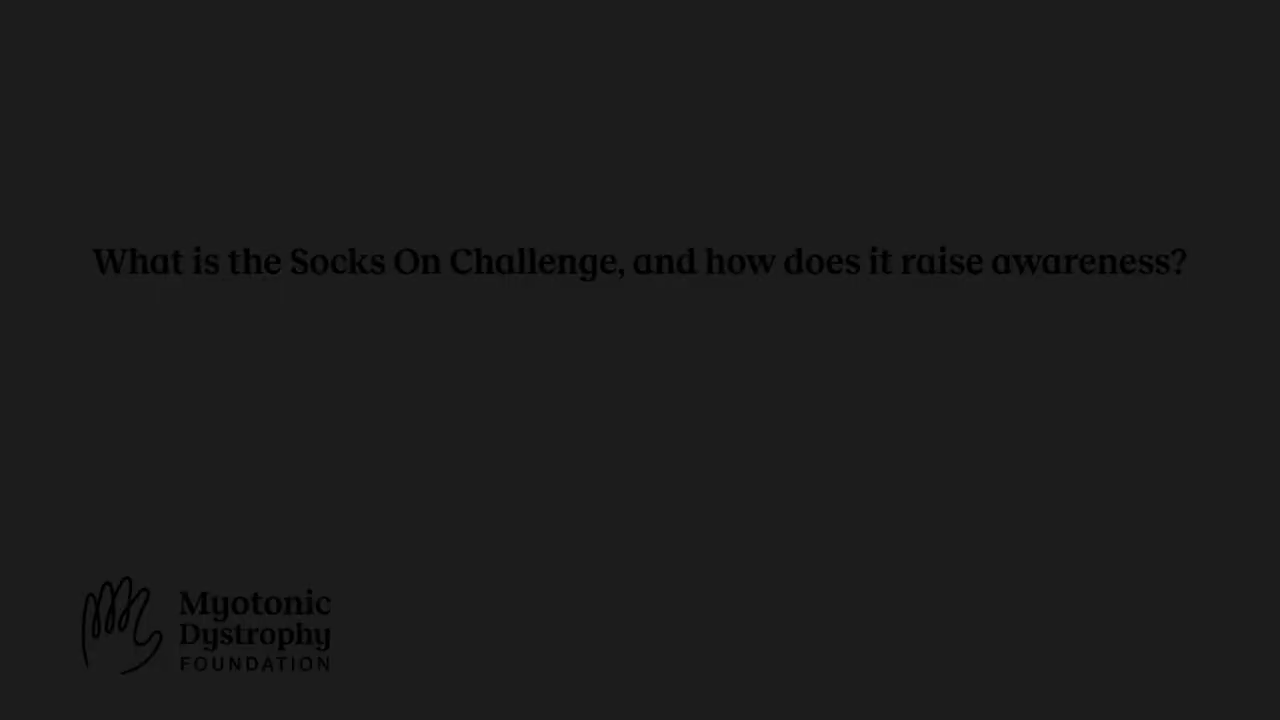 What is the Socks On Challenge, and how does it raise awareness?
Myotonic
Dystrophy
FOUNDATION